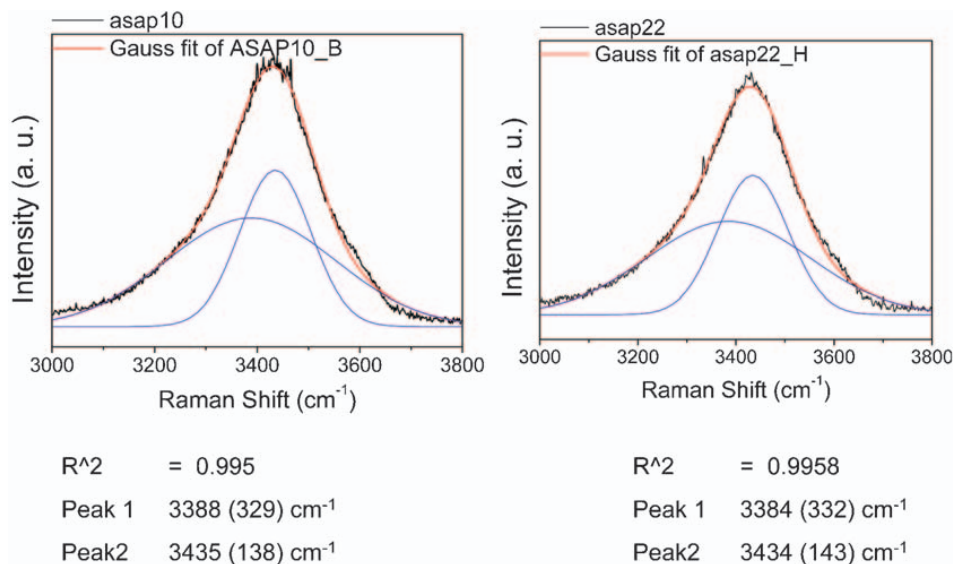 asap10
Gauss fit of ASAP10_B
Intensity (a. u.)
3000 3200 3400 3600 3800
Raman Shift (cm⁻¹)
R^2 = 0.995
Peak 1 3388 (329) cm⁻¹
Peak2 3435 (138) cm⁻¹
asap22
Gauss fit of asap22_H
Intensity (a. u.)
3000 3200 3400 3600 3800
Raman Shift (cm⁻¹)
R^2 = 0.9958
Peak 1 3384 (332) cm⁻¹
Peak2 3434 (143) cm⁻¹